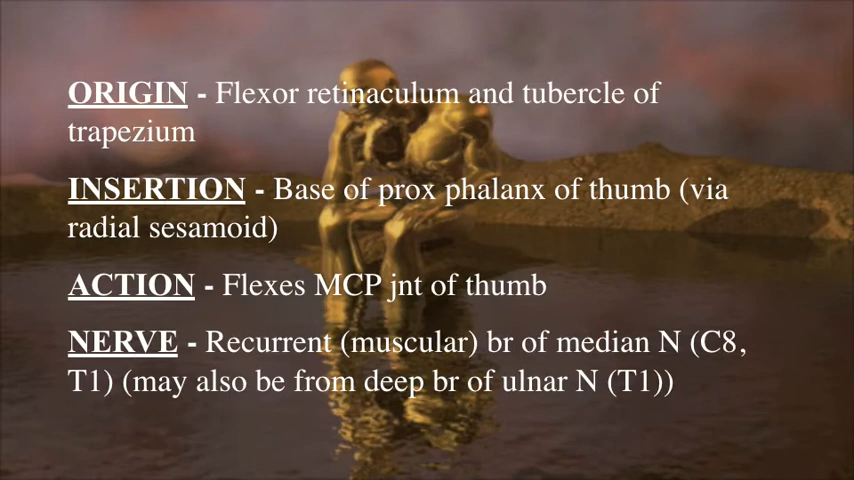 ORIGIN - Flexor retinaculum and tubercle of
trapezium
INSERTION - Base of prox phalanx of thumb (via
radial sesamoid)
ACTION - Flexes MCP jnt of thumb
NERVE - Recurrent (muscular) br of median N (C8,
T1) (may also be from deep br of ulnar N (T1))